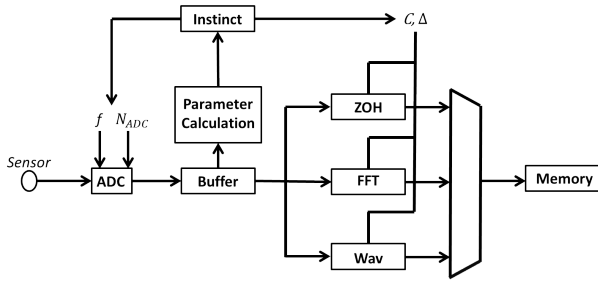 Instinct
C, Δ
Parameter
Calculation
ZOH
f N_ADC
Sensor
ADC
Buffer
FFT
Memory
Wav